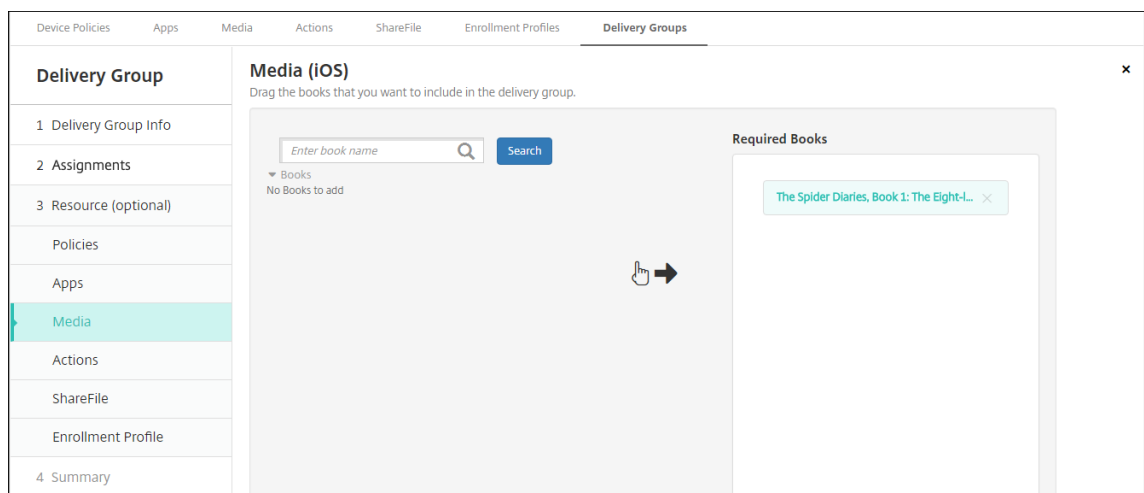 Device Policies Apps Media Actions ShareFile Enrollment Profiles Delivery Groups
Delivery Group
1 Delivery Group Info
2 Assignments
3 Resource (optional)
Policies
Apps
Media
Actions
ShareFile
Enrollment Profile
4 Summary
Media (iOS)
Drag the books that you want to include in the delivery group.
Enter book name
Search
Books
No Books to add
Required Books
The Spider Diaries, Book 1: The Eight-l...